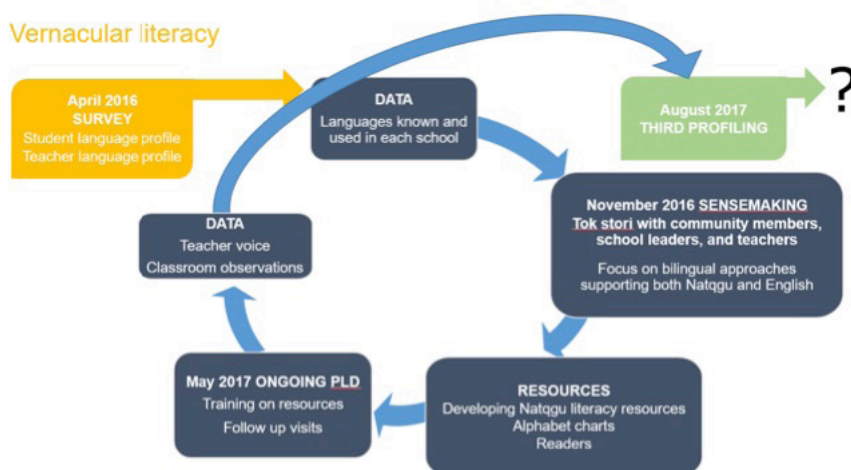 Vernacular literacy
April 2016
SURVEY
Student language profile
Teacher language profile
DATA
Languages known and
used in each school
August 2017
THIRD PROFILING
?
November 2016 SENSEMAKING
Tok stori with community members,
school leaders, and teachers
Focus on bilingual approaches
supporting both Natqgu and English
RESOURCES
Developing Natqgu literacy resources
Alphabet charts
Readers
May 2017 ONGOING PLD
Training on resources
Follow up visits
DATA
Teacher voice
Classroom observations